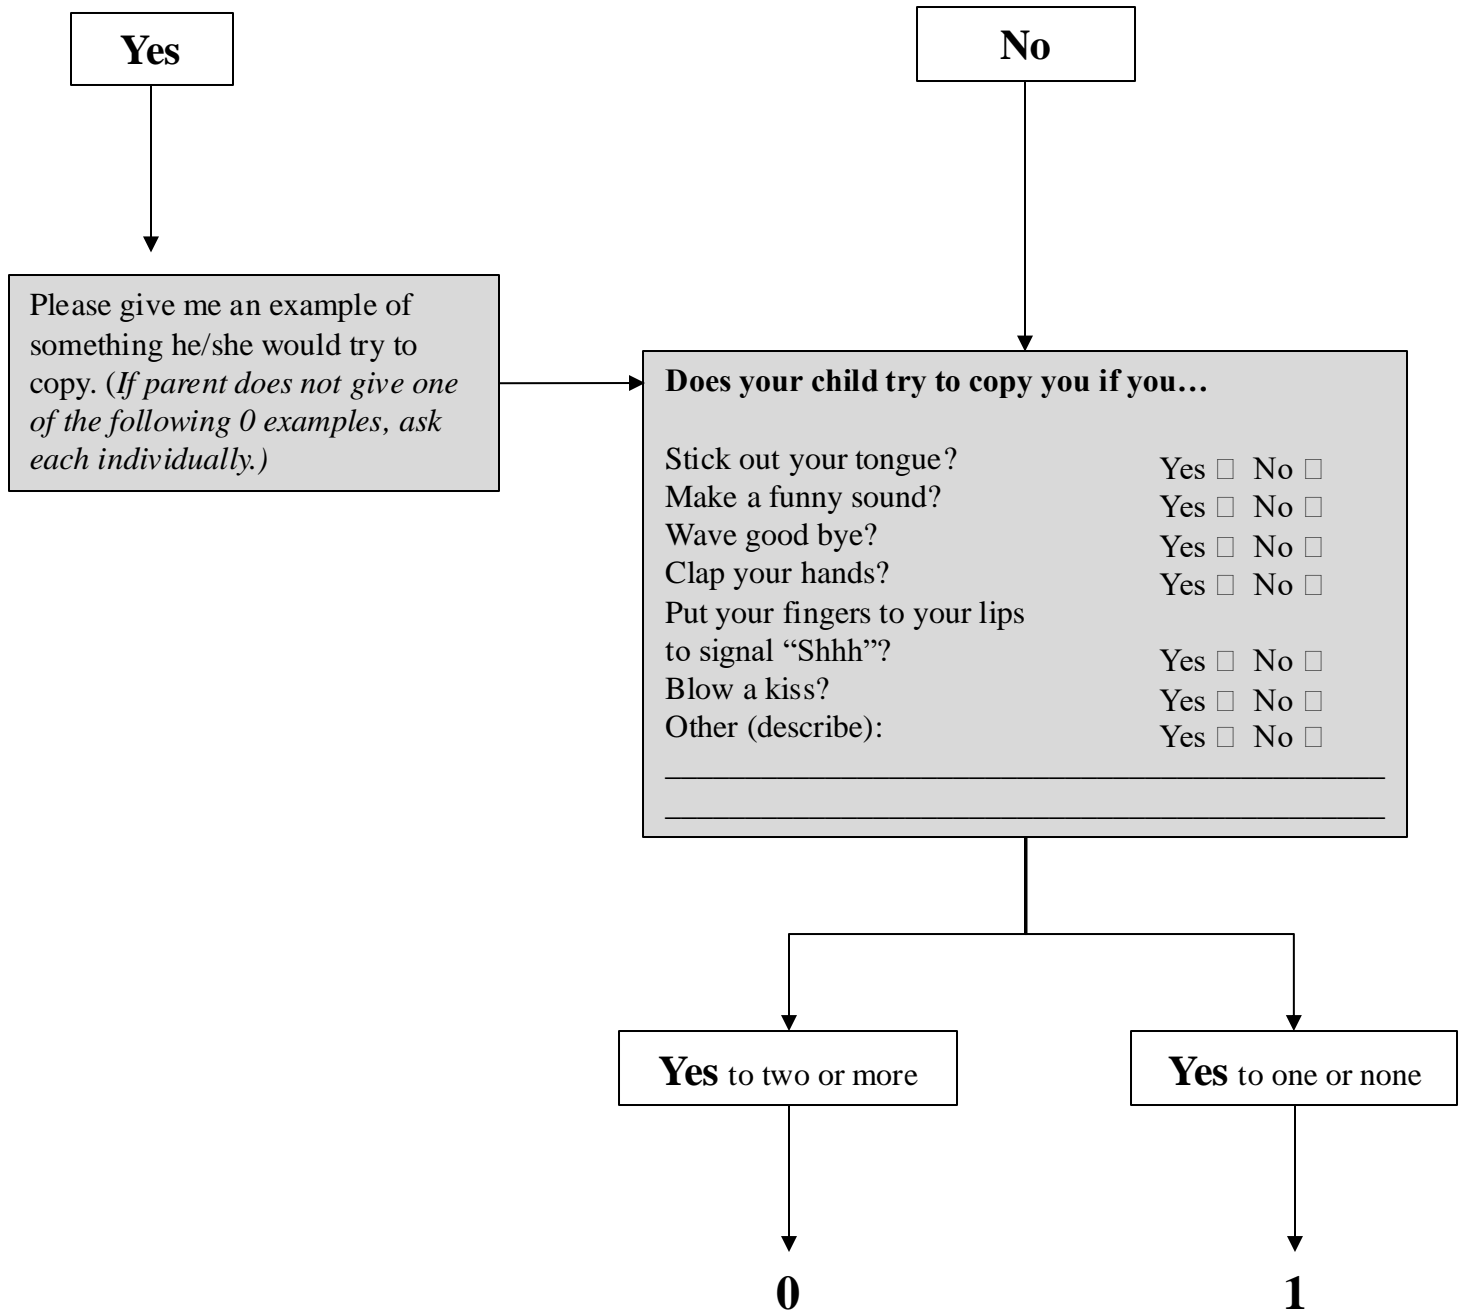 Yes
No
Please give me an example of
something he/she would try to
copy. (If parent does not give one
of the following 0 examples, ask
each individually.)
Does your child try to copy you if you…
Stick out your tongue? Yes □ No □
Make a funny sound? Yes □ No □
Wave good bye? Yes □ No □
Clap your hands? Yes □ No □
Put your fingers to your lips
to signal “Shhh”? Yes □ No □
Blow a kiss? Yes □ No □
Other (describe): Yes □ No □
Yes to two or more
Yes to one or none
0
1